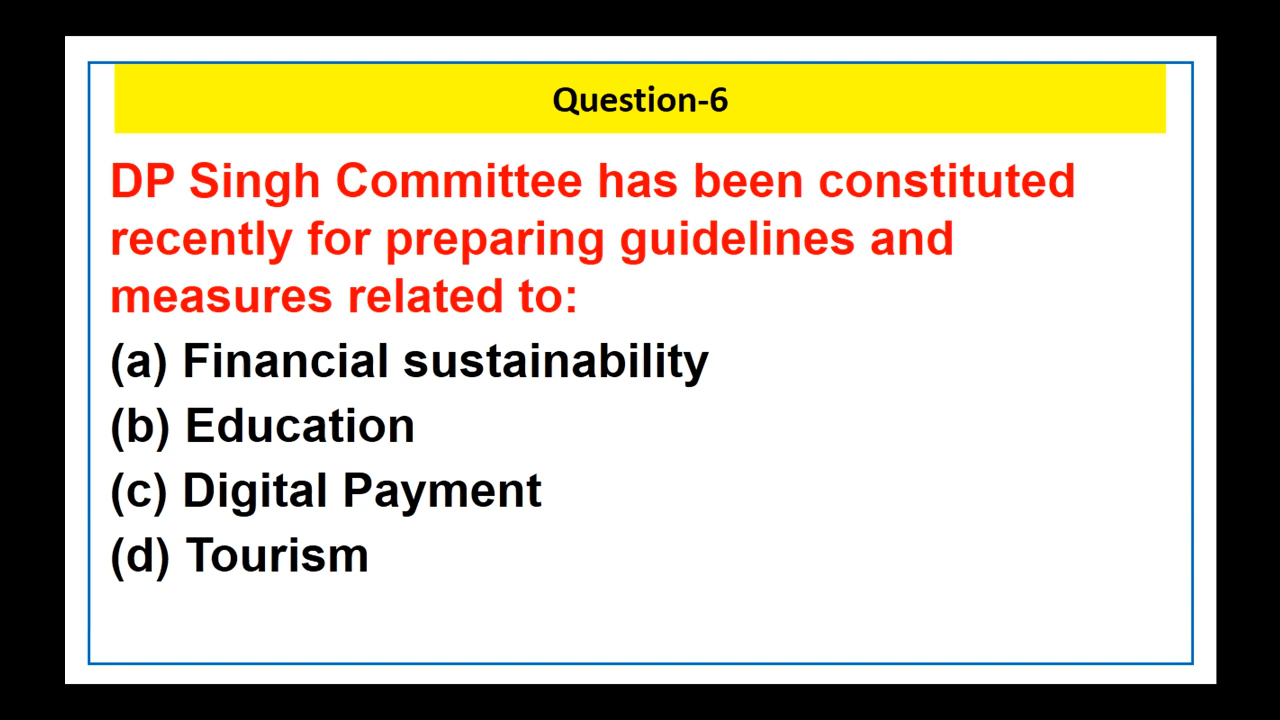 Question-6
DP Singh Committee has been constituted
recently for preparing guidelines and
measures related to:
(a) Financial sustainability
(b) Education
(c) Digital Payment
(d) Tourism